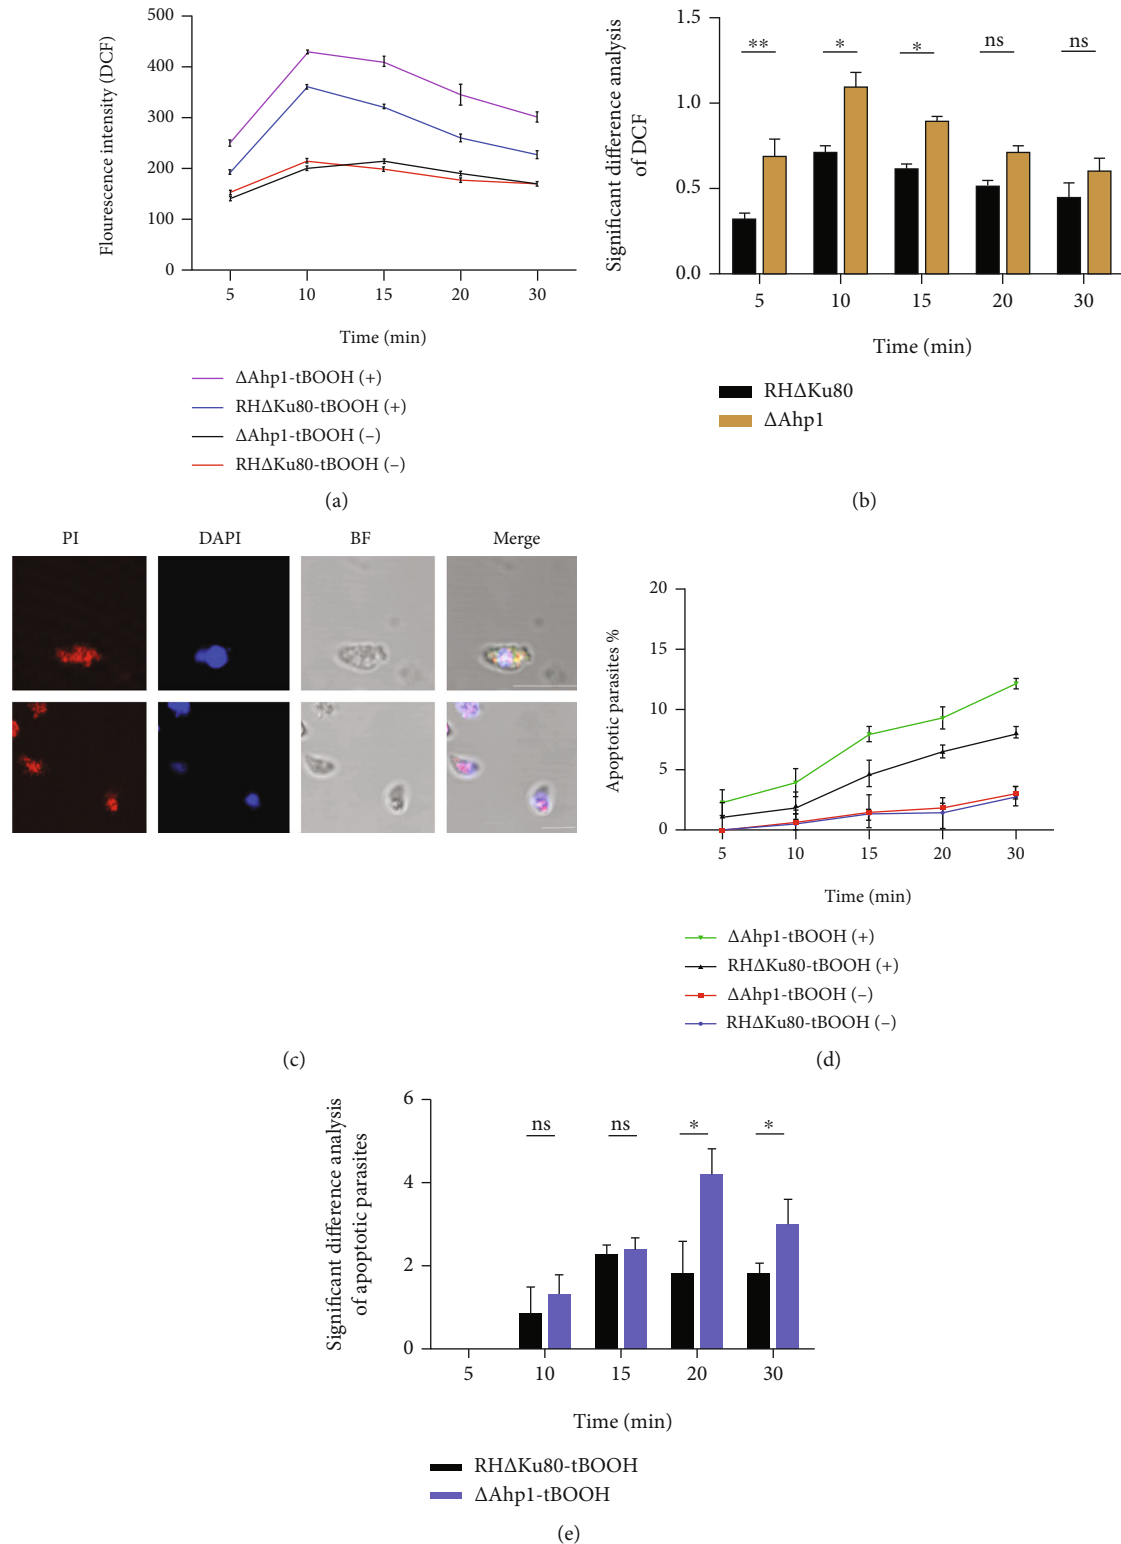 500
400
300
200
100
0
Flourescence intensity (DCF)
5 10 15 20 30
Time (min)
ΔAhp1-tBOOH (+)
RHΔKu80-tBOOH (+)
ΔAhp1-tBOOH (–)
RHΔKu80-tBOOH (–)
(a)
1.5
1.0
0.5
0.0
Significant difference analysis
of DCF
** * * ns ns
5 10 15 20 30
Time (min)
RHΔKu80
ΔAhp1
(b)
PI DAPI BF Merge
(c)
20
15
10
5
0
Apoptotic parasites %
5 10 15 20 30
Time (min)
ΔAhp1-tBOOH (+)
RHΔKu80-tBOOH (+)
ΔAhp1-tBOOH (–)
RHΔKu80-tBOOH (–)
(d)
6
4
2
0
Significant difference analysis
of apoptotic parasites
ns ns * *
5 10 15 20 30
Time (min)
RHΔKu80-tBOOH
ΔAhp1-tBOOH
(e)